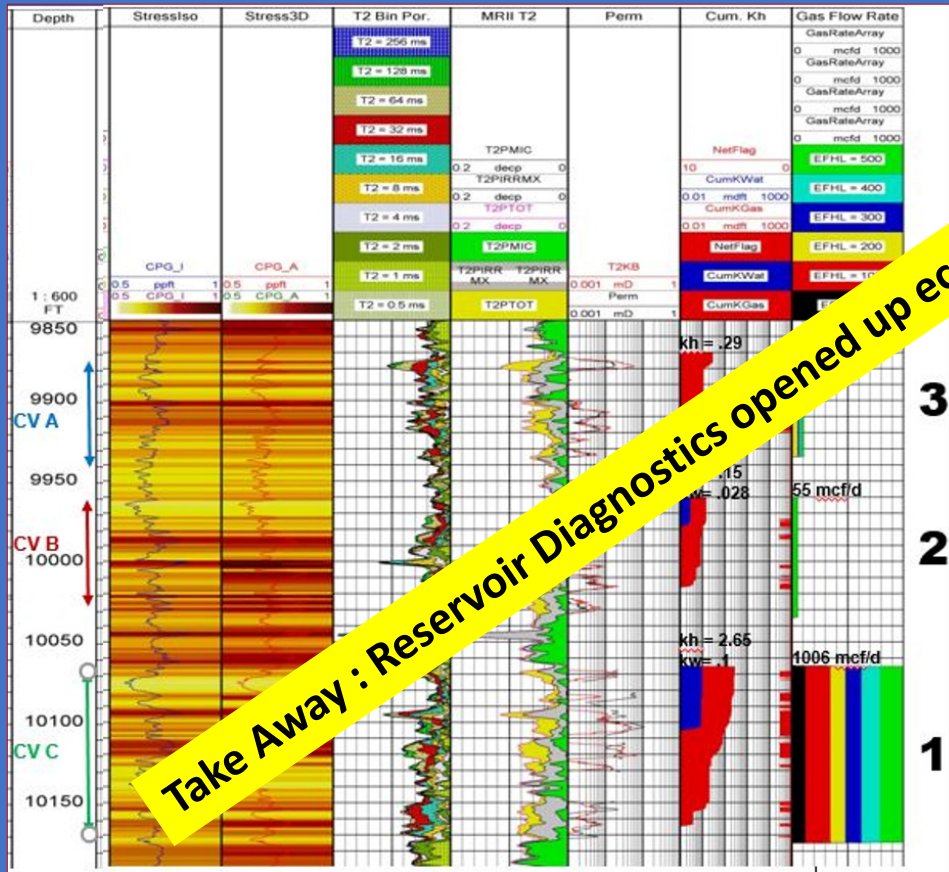 Depth StressIso Stress3D T2 Bin Por. MRII T2 Perm Cum. Kh Gas Flow Rate
GasRateArray
0 mcfd 1000
GasRateArray
0 mcfd 1000
GasRateArray
0 mcfd 1000
GasRateArray
0 mcfd 1000
T2 = 256 ms
T2 = 128 ms
T2 = 64 ms
T2 = 32 ms
T2 = 16 ms
T2 = 8 ms
T2 = 4 ms
T2 = 2 ms
T2 = 1 ms
T2 = 0.5 ms
T2PMIC
0.2 decp 0
T2PIRRMX
0.2 decp 0
T2PTOT
0.2 decp 0
T2PMIC
T2PIRR MX T2PIRR MX
T2PTOT
NetFlag
10 0
CumKWat
0.01 mdft 1000
CumKGas
0.01 mdft 1000
NetFlag
CumKWat
CumKGas
EFHL = 500
EFHL = 400
EFHL = 300
EFHL = 200
1 : 600
FT
CPG_I
0.5 ppft 1
0.5 CPG_I 1
CPG_A
0.5 ppft 1
0.5 CPG_A 1
T2KB
0.001 mD 1
Perm
0.001 mD 1
9850
9900
9950
10000
10050
10100
10150
CV A
CV B
CV C
kh = .29
.15
kw= .028
55 mcf/d
kh = 2.65
kw= .1
1006 mcf/d
3
2
1
Take Away : Reservoir Diagnostics opened up